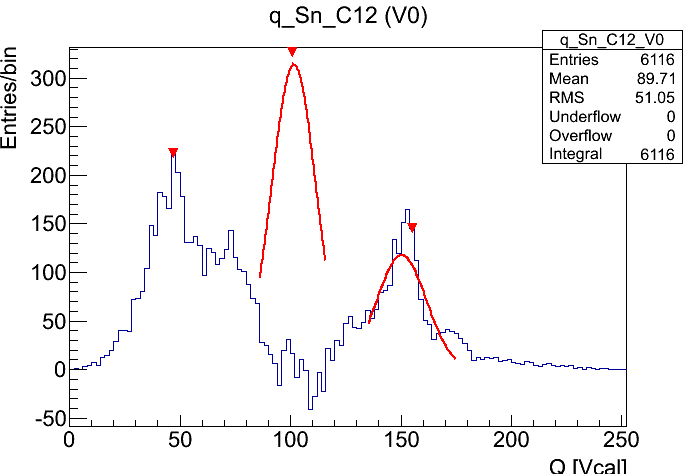 q_Sn_C12 (V0)
q_Sn_C12_V0
Entries 6116
Mean 89.71
RMS 51.05
Underflow 0
Overflow 0
Integral 6116
Entries/bin
300
250
200
150
100
50
0
-50
0 50 100 150 200 250
Q [Vcal]